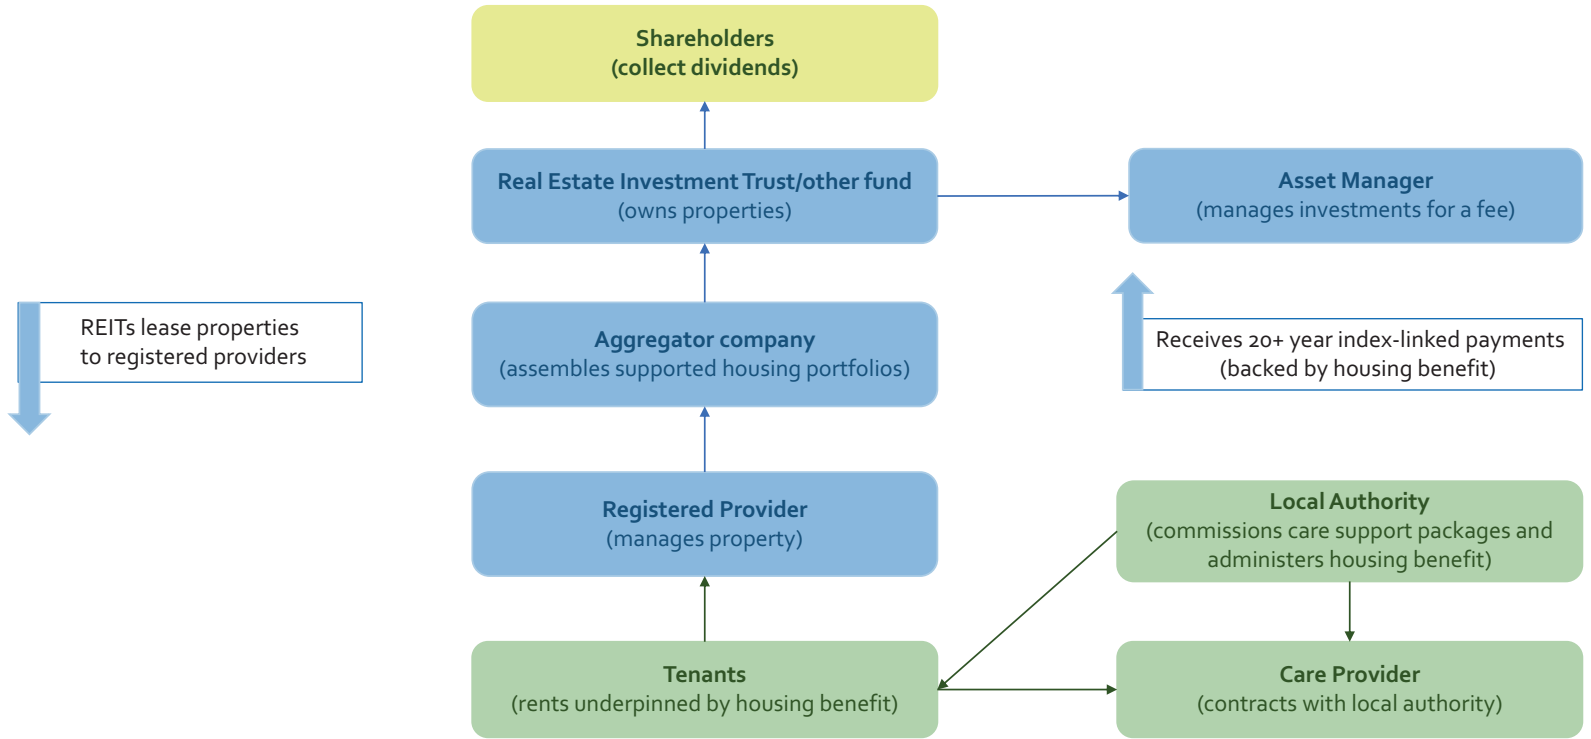 Shareholders
(collect dividends)
Real Estate Investment Trust/other fund
(owns properties)
Asset Manager
(manages investments for a fee)
REITs lease properties
to registered providers
Aggregator company
(assembles supported housing portfolios)
Receives 20+ year index-linked payments
(backed by housing benefit)
Registered Provider
(manages property)
Local Authority
(commissions care support packages and
administers housing benefit)
Tenants
(rents underpinned by housing benefit)
Care Provider
(contracts with local authority)